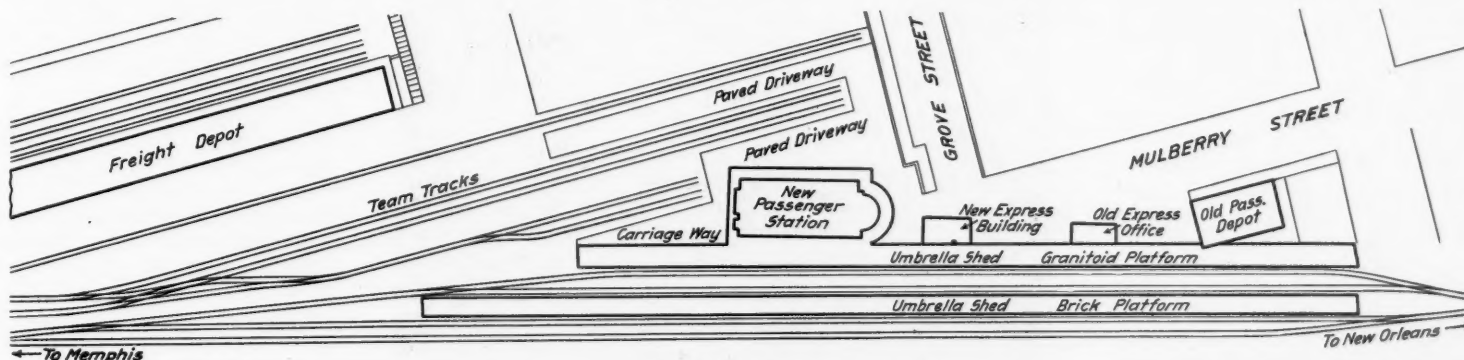 Freight Depot
Team Tracks
Paved Driveway
Paved Driveway
GROVE STREET
MULBERRY STREET
New
Passenger
Station
Carriage Way
New Express
Building
Old Express
Office
Old Pass.
Depot
Umbrella Shed Granitoid Platform
Umbrella Shed Brick Platform
To Memphis
To New Orleans